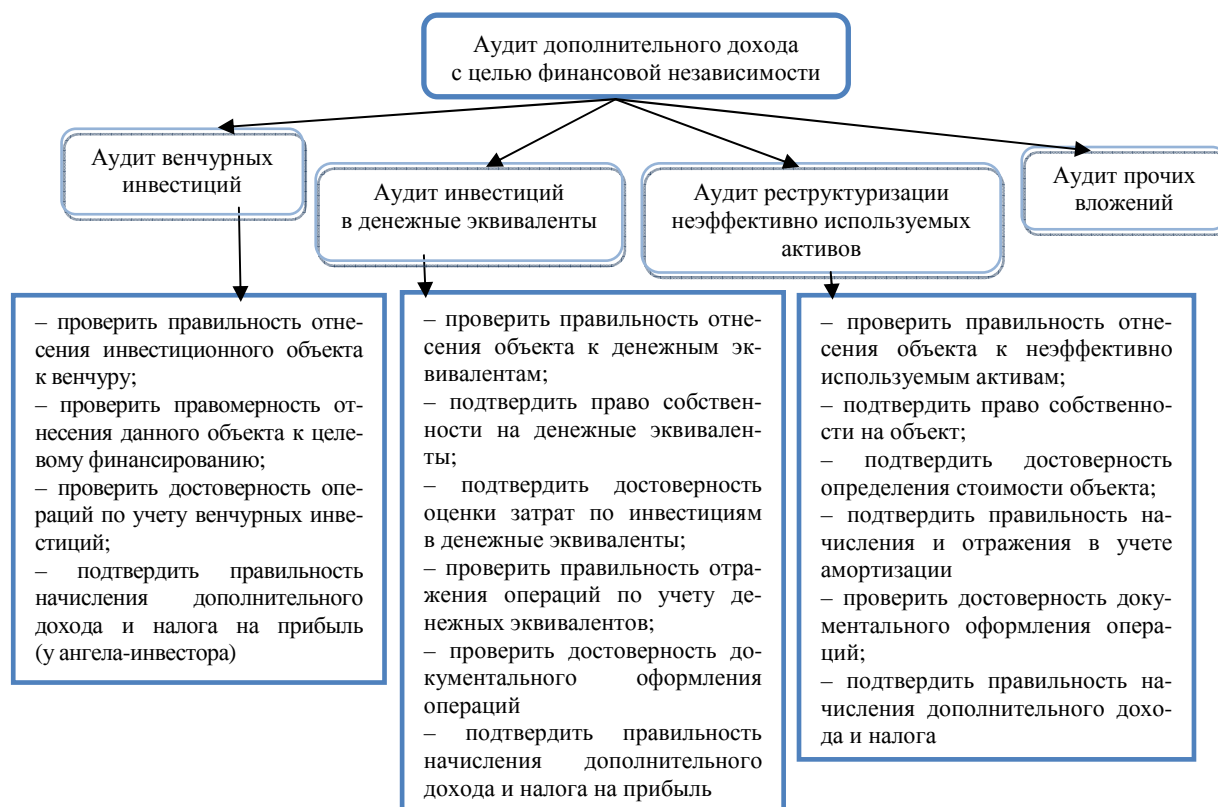 Аудит дополнительного дохода
с целью финансовой независимости
Аудит венчурных
инвестиций
Аудит инвестиций
в денежные эквиваленты
Аудит реструктуризации
неэффективно используемых
активов
Аудит прочих
вложений
– проверить правильность отне-
сения инвестиционного объекта
к венчуру;
– проверить правомерность от-
несения данного объекта к целе-
вому финансированию;
– проверить достоверность опе-
раций по учету венчурных инве-
стиций;
– подтвердить правильность
начисления дополнительного
дохода и налога на прибыль
(у ангела-инвестора)
– проверить правильность отне-
сения объекта к денежным эк-
вивалентам;
– подтвердить право собствен-
ности на денежные эквивален-
ты;
– подтвердить достоверность
оценки затрат по инвестициям
в денежные эквиваленты;
– проверить правильность отра-
жения операций по учету де-
нежных эквивалентов;
– проверить достоверность до-
кументального оформления
операций
– подтвердить правильность
начисления дополнительного
дохода и налога на прибыль
– проверить правильность отне-
сения объекта к неэффективно
используемым активам;
– подтвердить право собственно-
сти на объект;
– подтвердить достоверность
определения стоимости объекта;
– подтвердить правильность на-
числения и отражения в учете
амортизации
– проверить достоверность доку-
ментального оформления опера-
ций;
– подтвердить правильность на-
числения дополнительного дохо-
да и налога